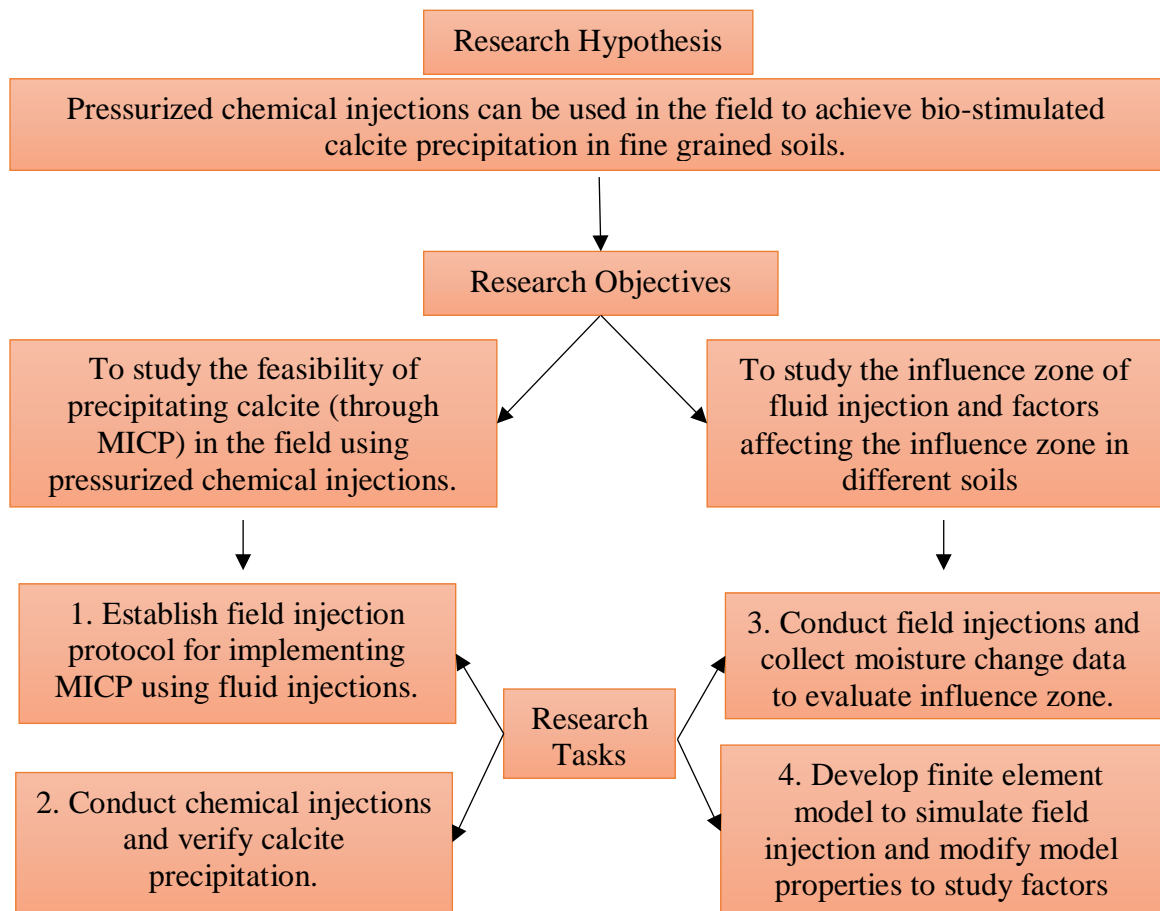 Research Hypothesis
Pressurized chemical injections can be used in the field to achieve bio-stimulated
calcite precipitation in fine grained soils.
Research Objectives
To study the feasibility of
precipitating calcite (through
MICP) in the field using
pressurized chemical injections.
To study the influence zone of
fluid injection and factors
affecting the influence zone in
different soils
1. Establish field injection
protocol for implementing
MICP using fluid injections.
3. Conduct field injections and
collect moisture change data
to evaluate influence zone.
Research
Tasks
2. Conduct chemical injections
and verify calcite
precipitation.
4. Develop finite element
model to simulate field
injection and modify model
properties to study factors